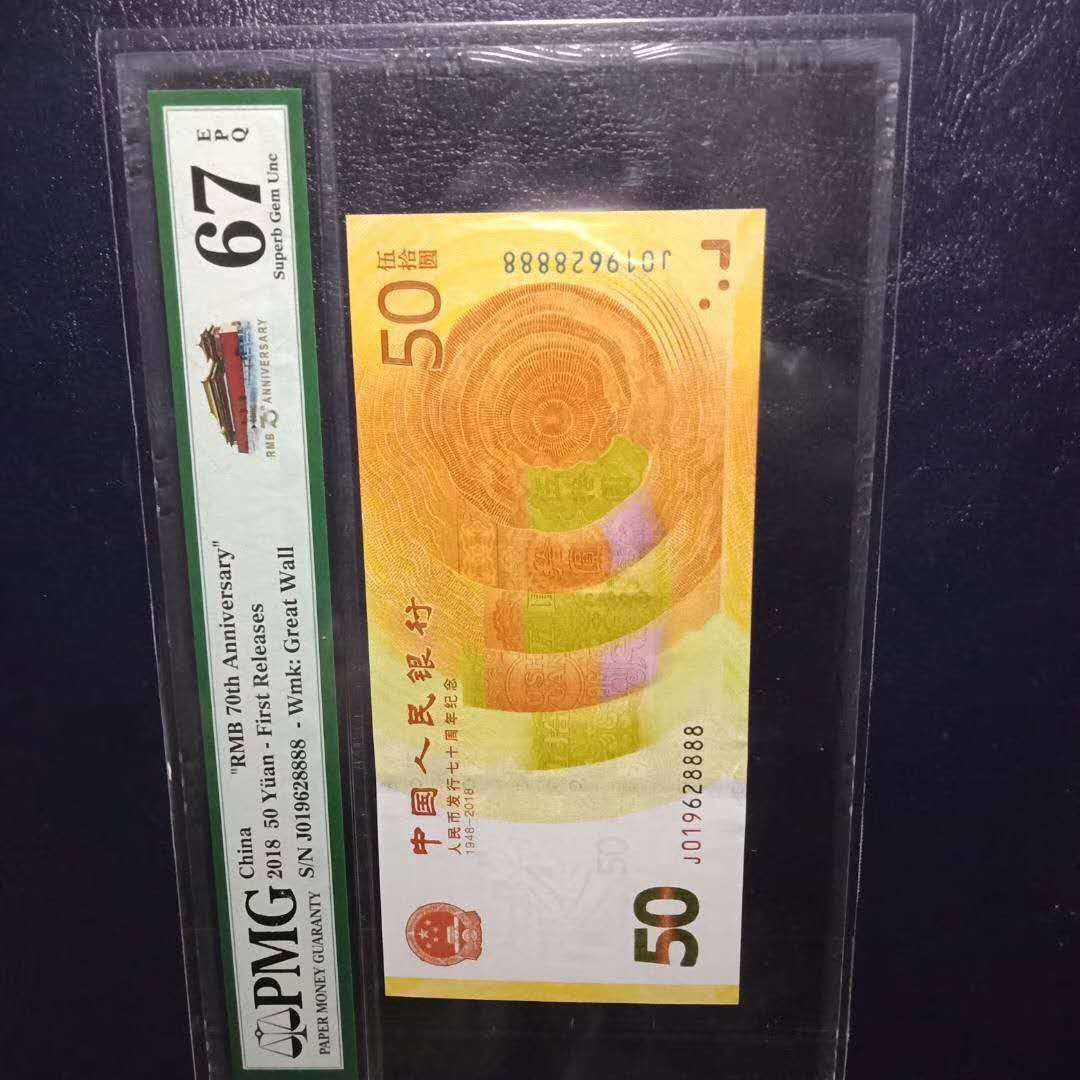 PMG
PAPER MONEY GUARANTY
China
2018 50 Yüan - First Releases
S/N J019628888 - Wmk: Great Wall
"RMB 70th Anniversary"
RMB 70th ANNIVERSARY
67
EPQ
Superb Gem Unc
中国人民银行
人民币发行七十周年纪念
1948-2018
50
伍拾圆
J019628888
50
J019628888
50